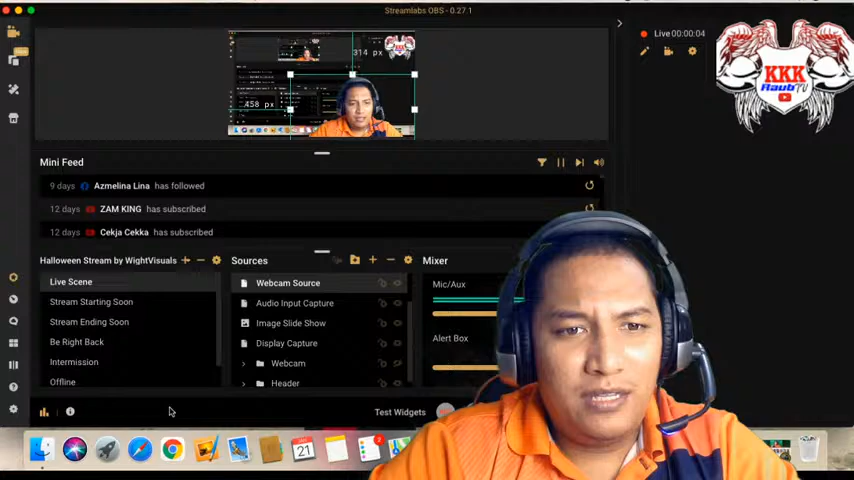 Streamlabs OBS - 0.27.1
Live 00:00:04
314 px
458 px
KKK
RaubTV
Mini Feed
9 days Azmelina Lina has followed
12 days ZAM KING has subscribed
12 days Cekja Cekka has subscribed
Halloween Stream by WightVisuals
Sources
Mixer
Live Scene
Stream Starting Soon
Stream Ending Soon
Be Right Back
Intermission
Offline
Webcam Source
Audio Input Capture
Image Slide Show
Display Capture
Webcam
Header
Mic/Aux
Alert Box
Test Widgets
21